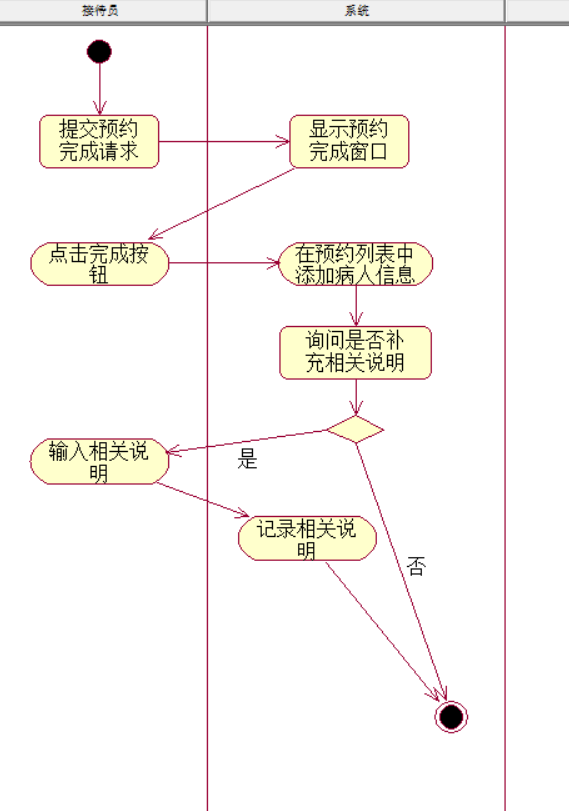 接待员
系统
提交预约
完成请求
显示预约
完成窗口
点击完成按
钮
在预约列表中
添加病人信息
询问是否补
充相关说明
输入相关说
明
是
记录相关说
明
否